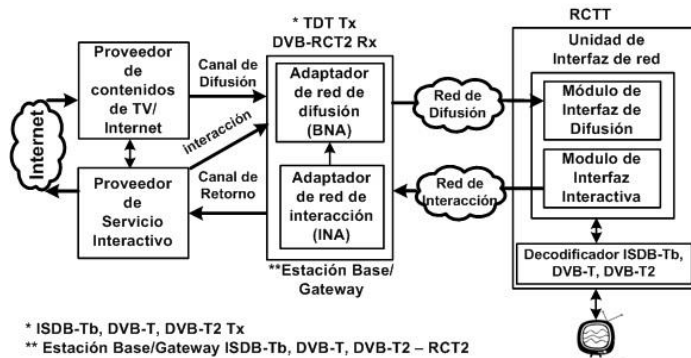 RCTT
* TDT Tx
DVB-RCT2 Rx
Proveedor
de
contenidos
de TV/
Internet
Canal de
Difusión
Adaptador
de red de
difusión
(BNA)
Red de
Difusión
Unidad de
Interfaz de red
Módulo de
Interfaz de
Difusión
Internet
interacción
Proveedor
de
Servicio
Interactivo
Canal de
Retorno
Adaptador
de red de
interacción
(INA)
Red de
Interacción
Modulo de
Interfaz
Interactiva
**Estación Base/
Gateway
Decodificador ISDB-Tb,
DVB-T, DVB-T2
* ISDB-Tb, DVB-T, DVB-T2 Tx
** Estación Base/Gateway ISDB-Tb, DVB-T, DVB-T2 – RCT2